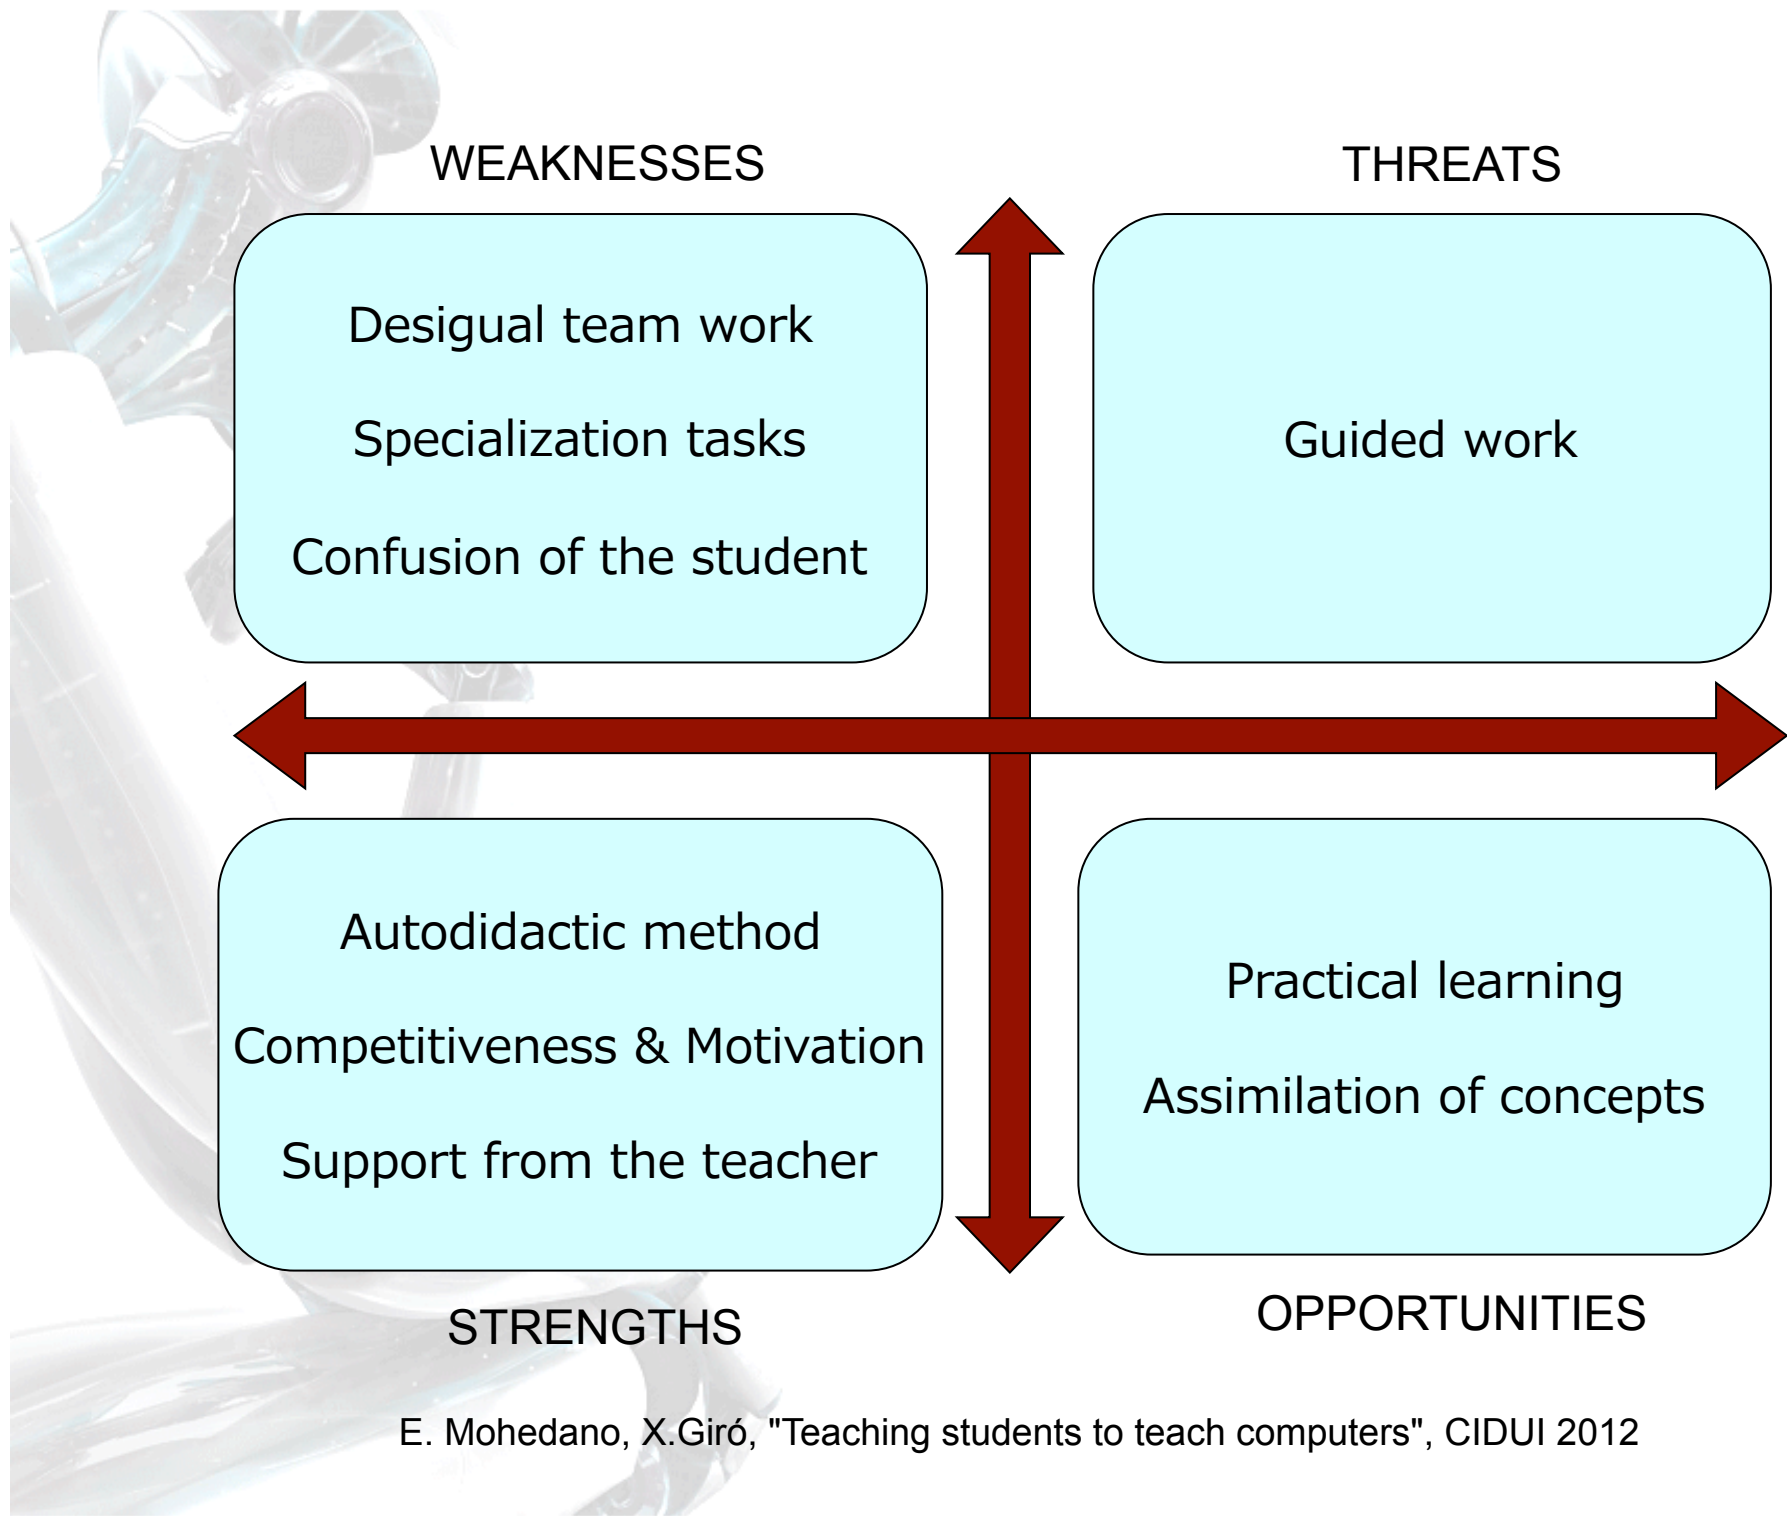 WEAKNESSES
THREATS
Desigual team work
Specialization tasks
Confusion of the student
Guided work
Autodidactic method
Competitiveness & Motivation
Support from the teacher
Practical learning
Assimilation of concepts
STRENGTHS
OPPORTUNITIES
E. Mohedano, X.Giró, "Teaching students to teach computers", CIDUI 2012